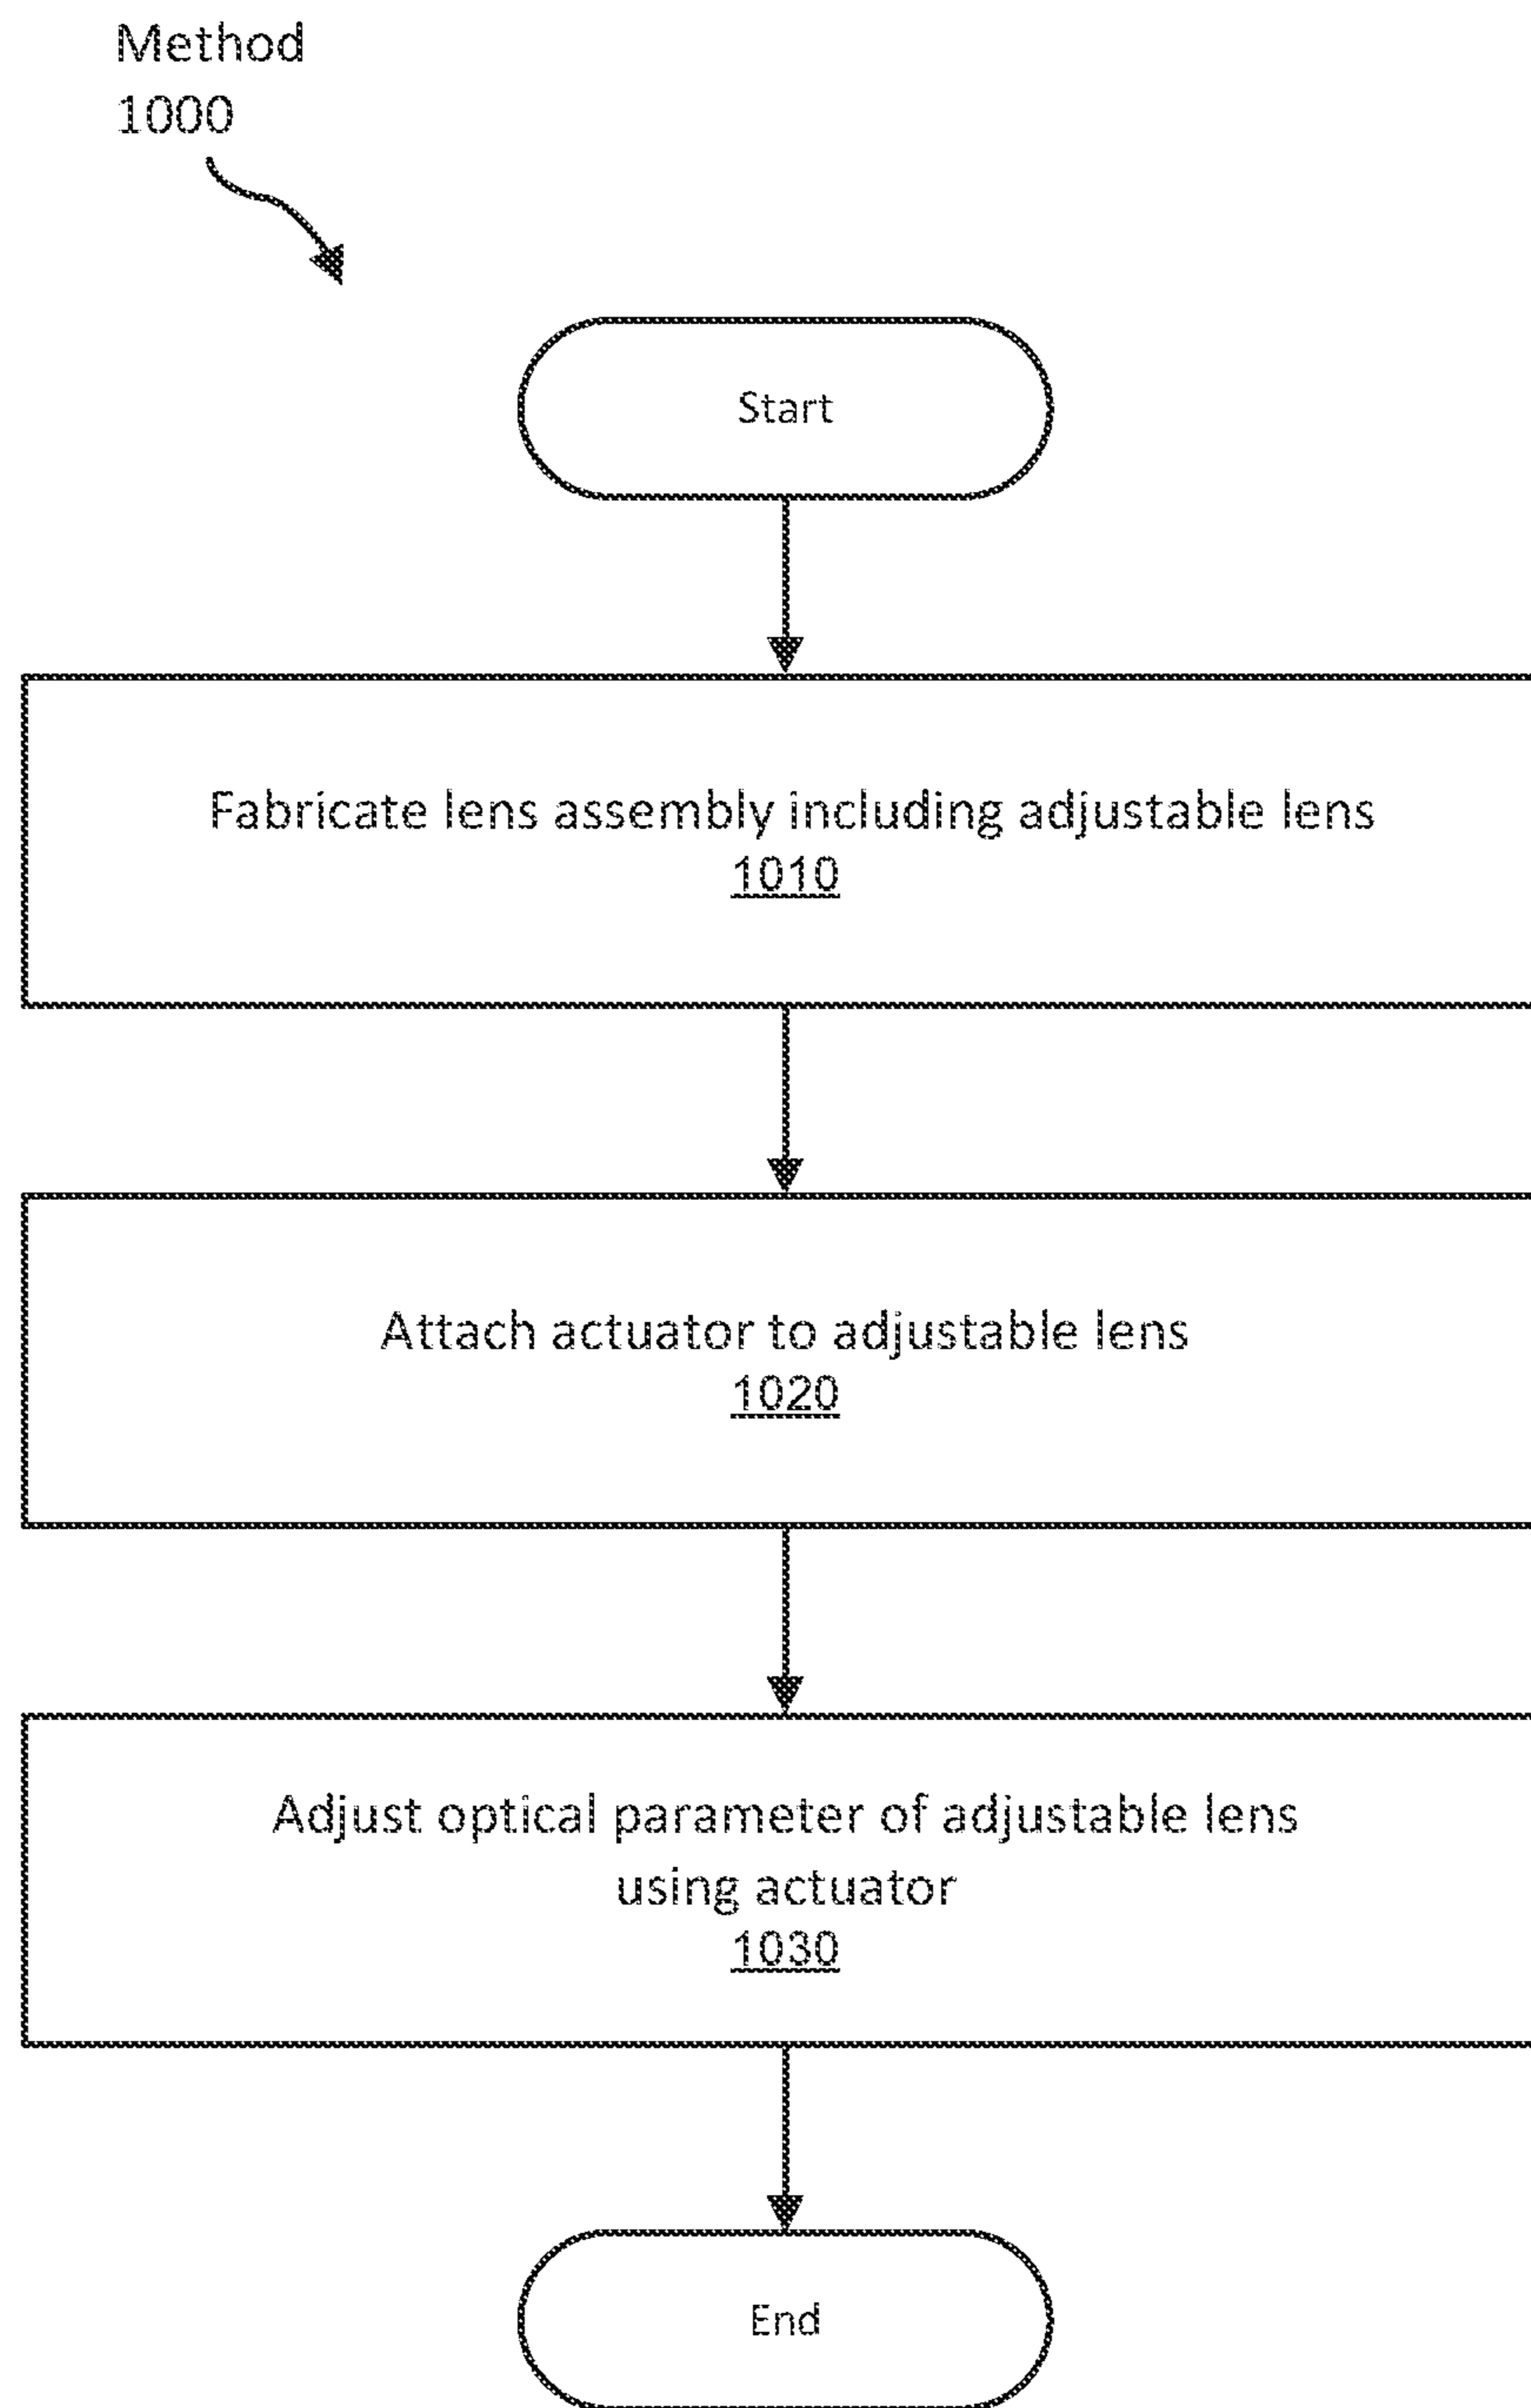 Method
1000
Start
Fabricate lens assembly including adjustable lens
1010
Attach actuator to adjustable lens
1020
Adjust optical parameter of adjustable lens
using actuator
1030
End